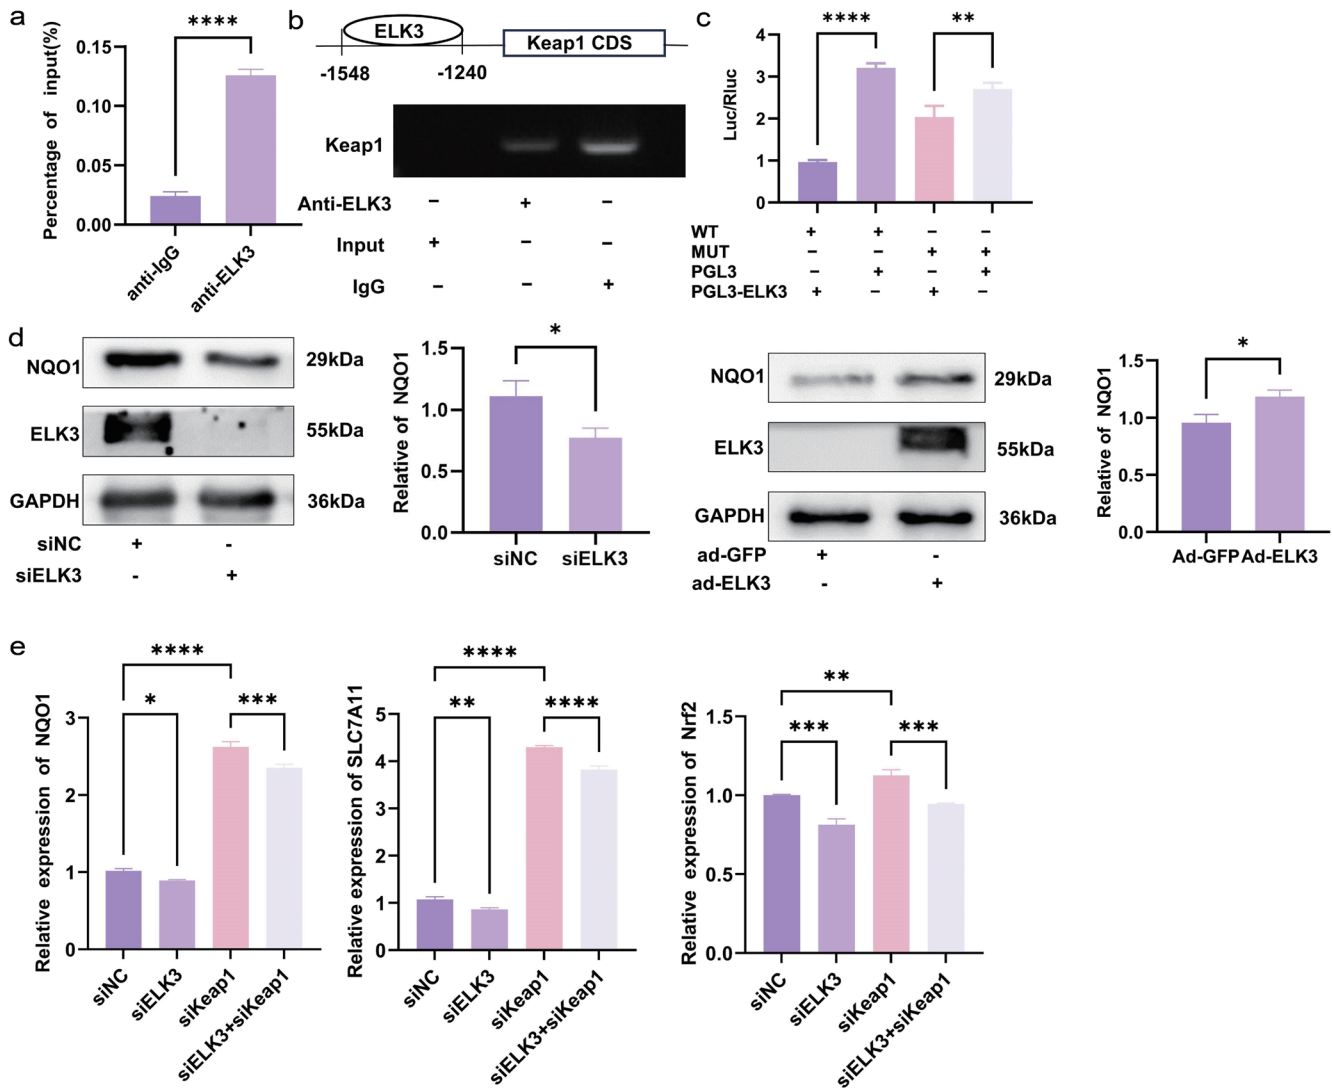 a
****
Percentage of input(%)
0.15
0.10
0.05
0.00
anti-IgG
anti-ELK3
b
ELK3
Keap1 CDS
-1548
-1240
Keap1
Anti-ELK3 − + −
Input + − −
IgG − − +
c
**** **
Luc/Rluc
4
3
2
1
0
WT + + − −
MUT − − + +
PGL3 − + − +
PGL3-ELK3 + − + −
d
NQO1 29kDa
ELK3 55kDa
GAPDH 36kDa
siNC + -
siELK3 - +
*
Relative of NQO1
1.5
1.0
0.5
0.0
siNC siELK3
NQO1 29kDa
ELK3 55kDa
GAPDH 36kDa
ad-GFP + -
ad-ELK3 - +
*
Relative of NQO1
1.5
1.0
0.5
0.0
Ad-GFP Ad-ELK3
e
****
* ***
Relative expression of NQO1
3
2
1
0
siNC
siELK3
siKeap1
siELK3+siKeap1
****
** ****
Relative expression of SLC7A11
5
4
3
2
1
0
siNC
siELK3
siKeap1
siELK3+siKeap1
**
*** ***
Relative expression of Nrf2
1.5
1.0
0.5
0.0
siNC
siELK3
siKeap1
siELK3+siKeap1